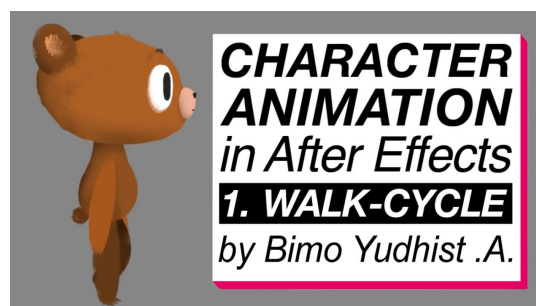 CHARACTER
ANIMATION
in After Effects
1. WALK-CYCLE
by Bimo Yudhist .A.